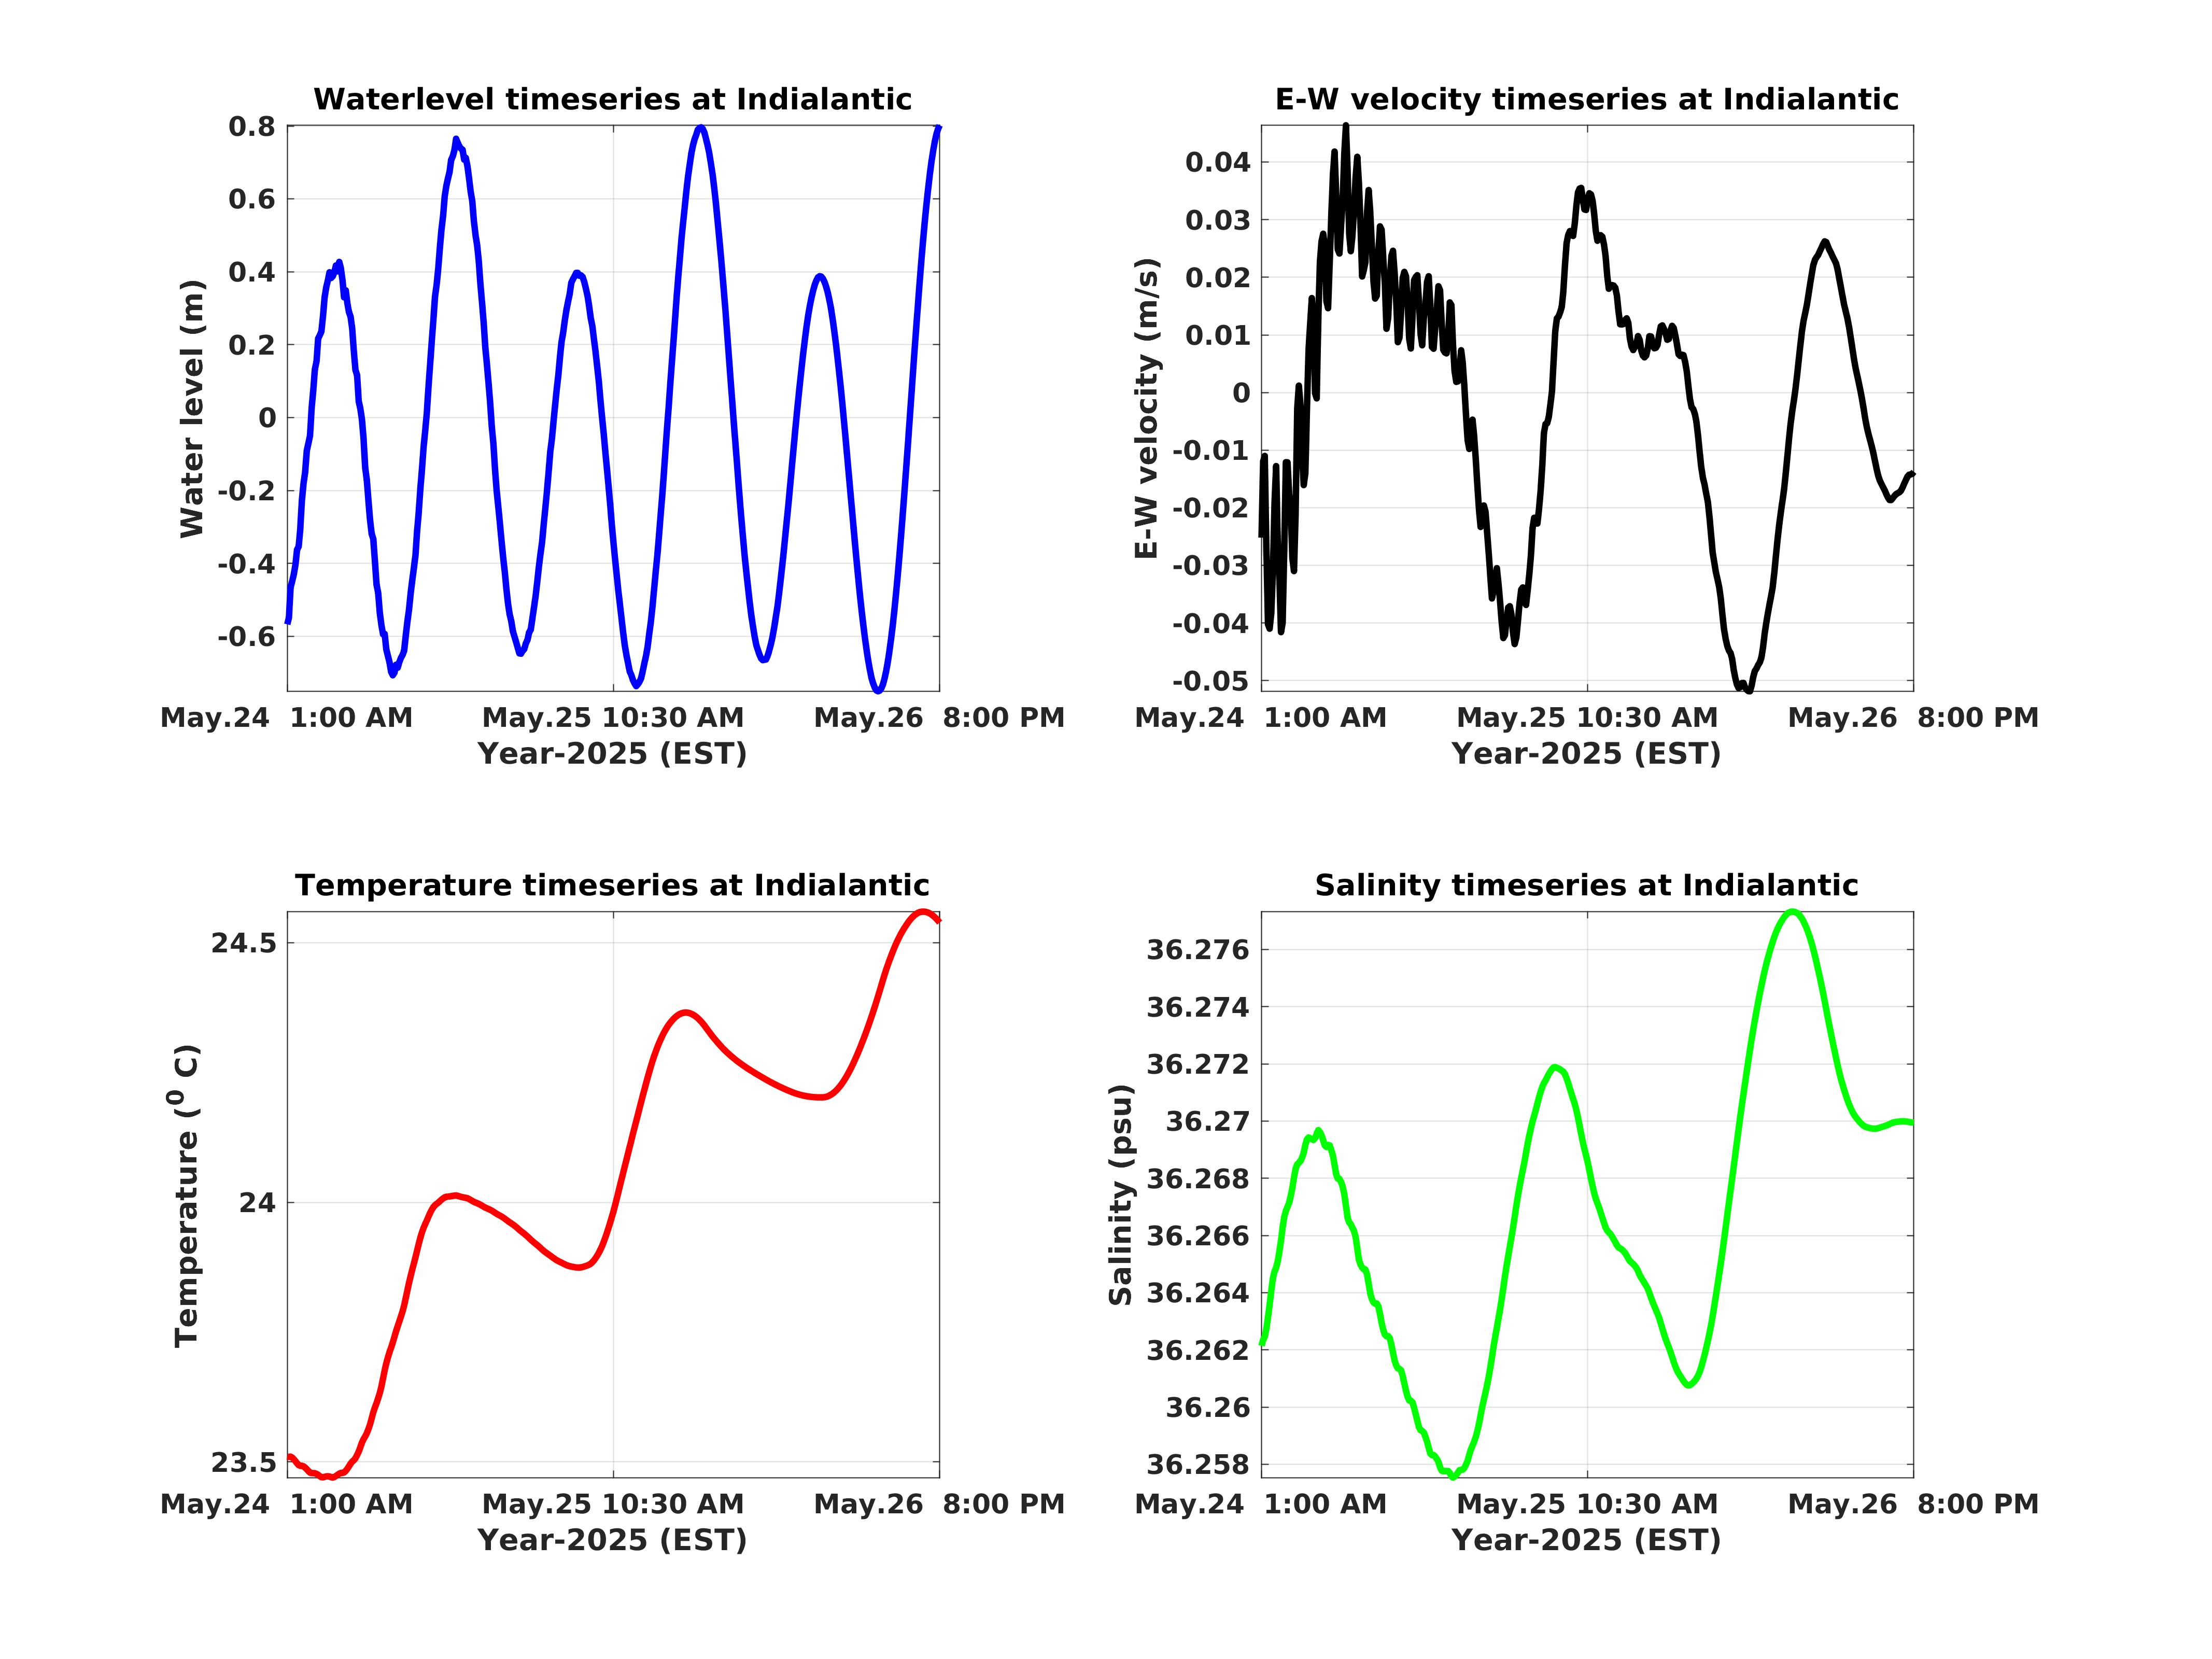 Waterlevel timeseries at Indialantic
0.8
0.6
0.4
0.2
0
-0.2
-0.4
-0.6
Water level (m)
May.24 1:00 AM
May.25 10:30 AM
May.26 8:00 PM
Year-2025 (EST)
E-W velocity timeseries at Indialantic
0.04
0.03
0.02
0.01
0
-0.01
-0.02
-0.03
-0.04
-0.05
E-W velocity (m/s)
May.24 1:00 AM
May.25 10:30 AM
May.26 8:00 PM
Year-2025 (EST)
Temperature timeseries at Indialantic
24.5
24
23.5
Temperature (⁰ C)
May.24 1:00 AM
May.25 10:30 AM
May.26 8:00 PM
Year-2025 (EST)
Salinity timeseries at Indialantic
36.276
36.274
36.272
36.27
36.268
36.266
36.264
36.262
36.26
36.258
Salinity (psu)
May.24 1:00 AM
May.25 10:30 AM
May.26 8:00 PM
Year-2025 (EST)